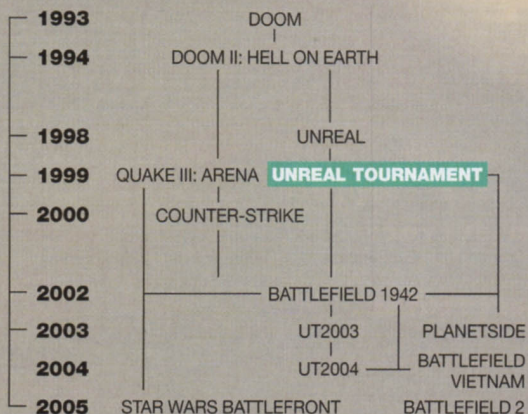 1993 DOOM
1994 DOOM II: HELL ON EARTH
1998 UNREAL
1999 QUAKE III: ARENA UNREAL TOURNAMENT
2000 COUNTER-STRIKE
2002 BATTLEFIELD 1942
2003 UT2003 PLANETSIDE
2004 UT2004 BATTLEFIELD
VIETNAM
2005 STAR WARS BATTLEFRONT BATTLEFIELD 2